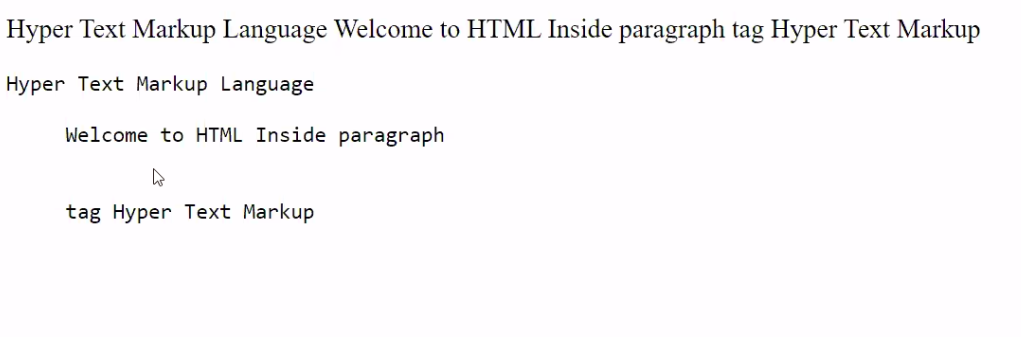 Hyper Text Markup Language Welcome to HTML Inside paragraph tag Hyper Text Markup
Hyper Text Markup Language
Welcome to HTML Inside paragraph
tag Hyper Text Markup